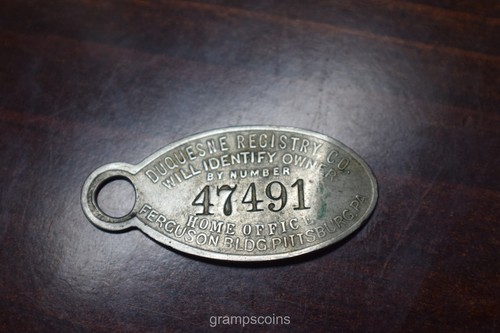 DUQUESNE REGISTRY CO.
WILL IDENTIFY OWNER
BY NUMBER
47491
HOME OFFICE
FERGUSON BLDG. PITTSBURG, PA
grampscoins